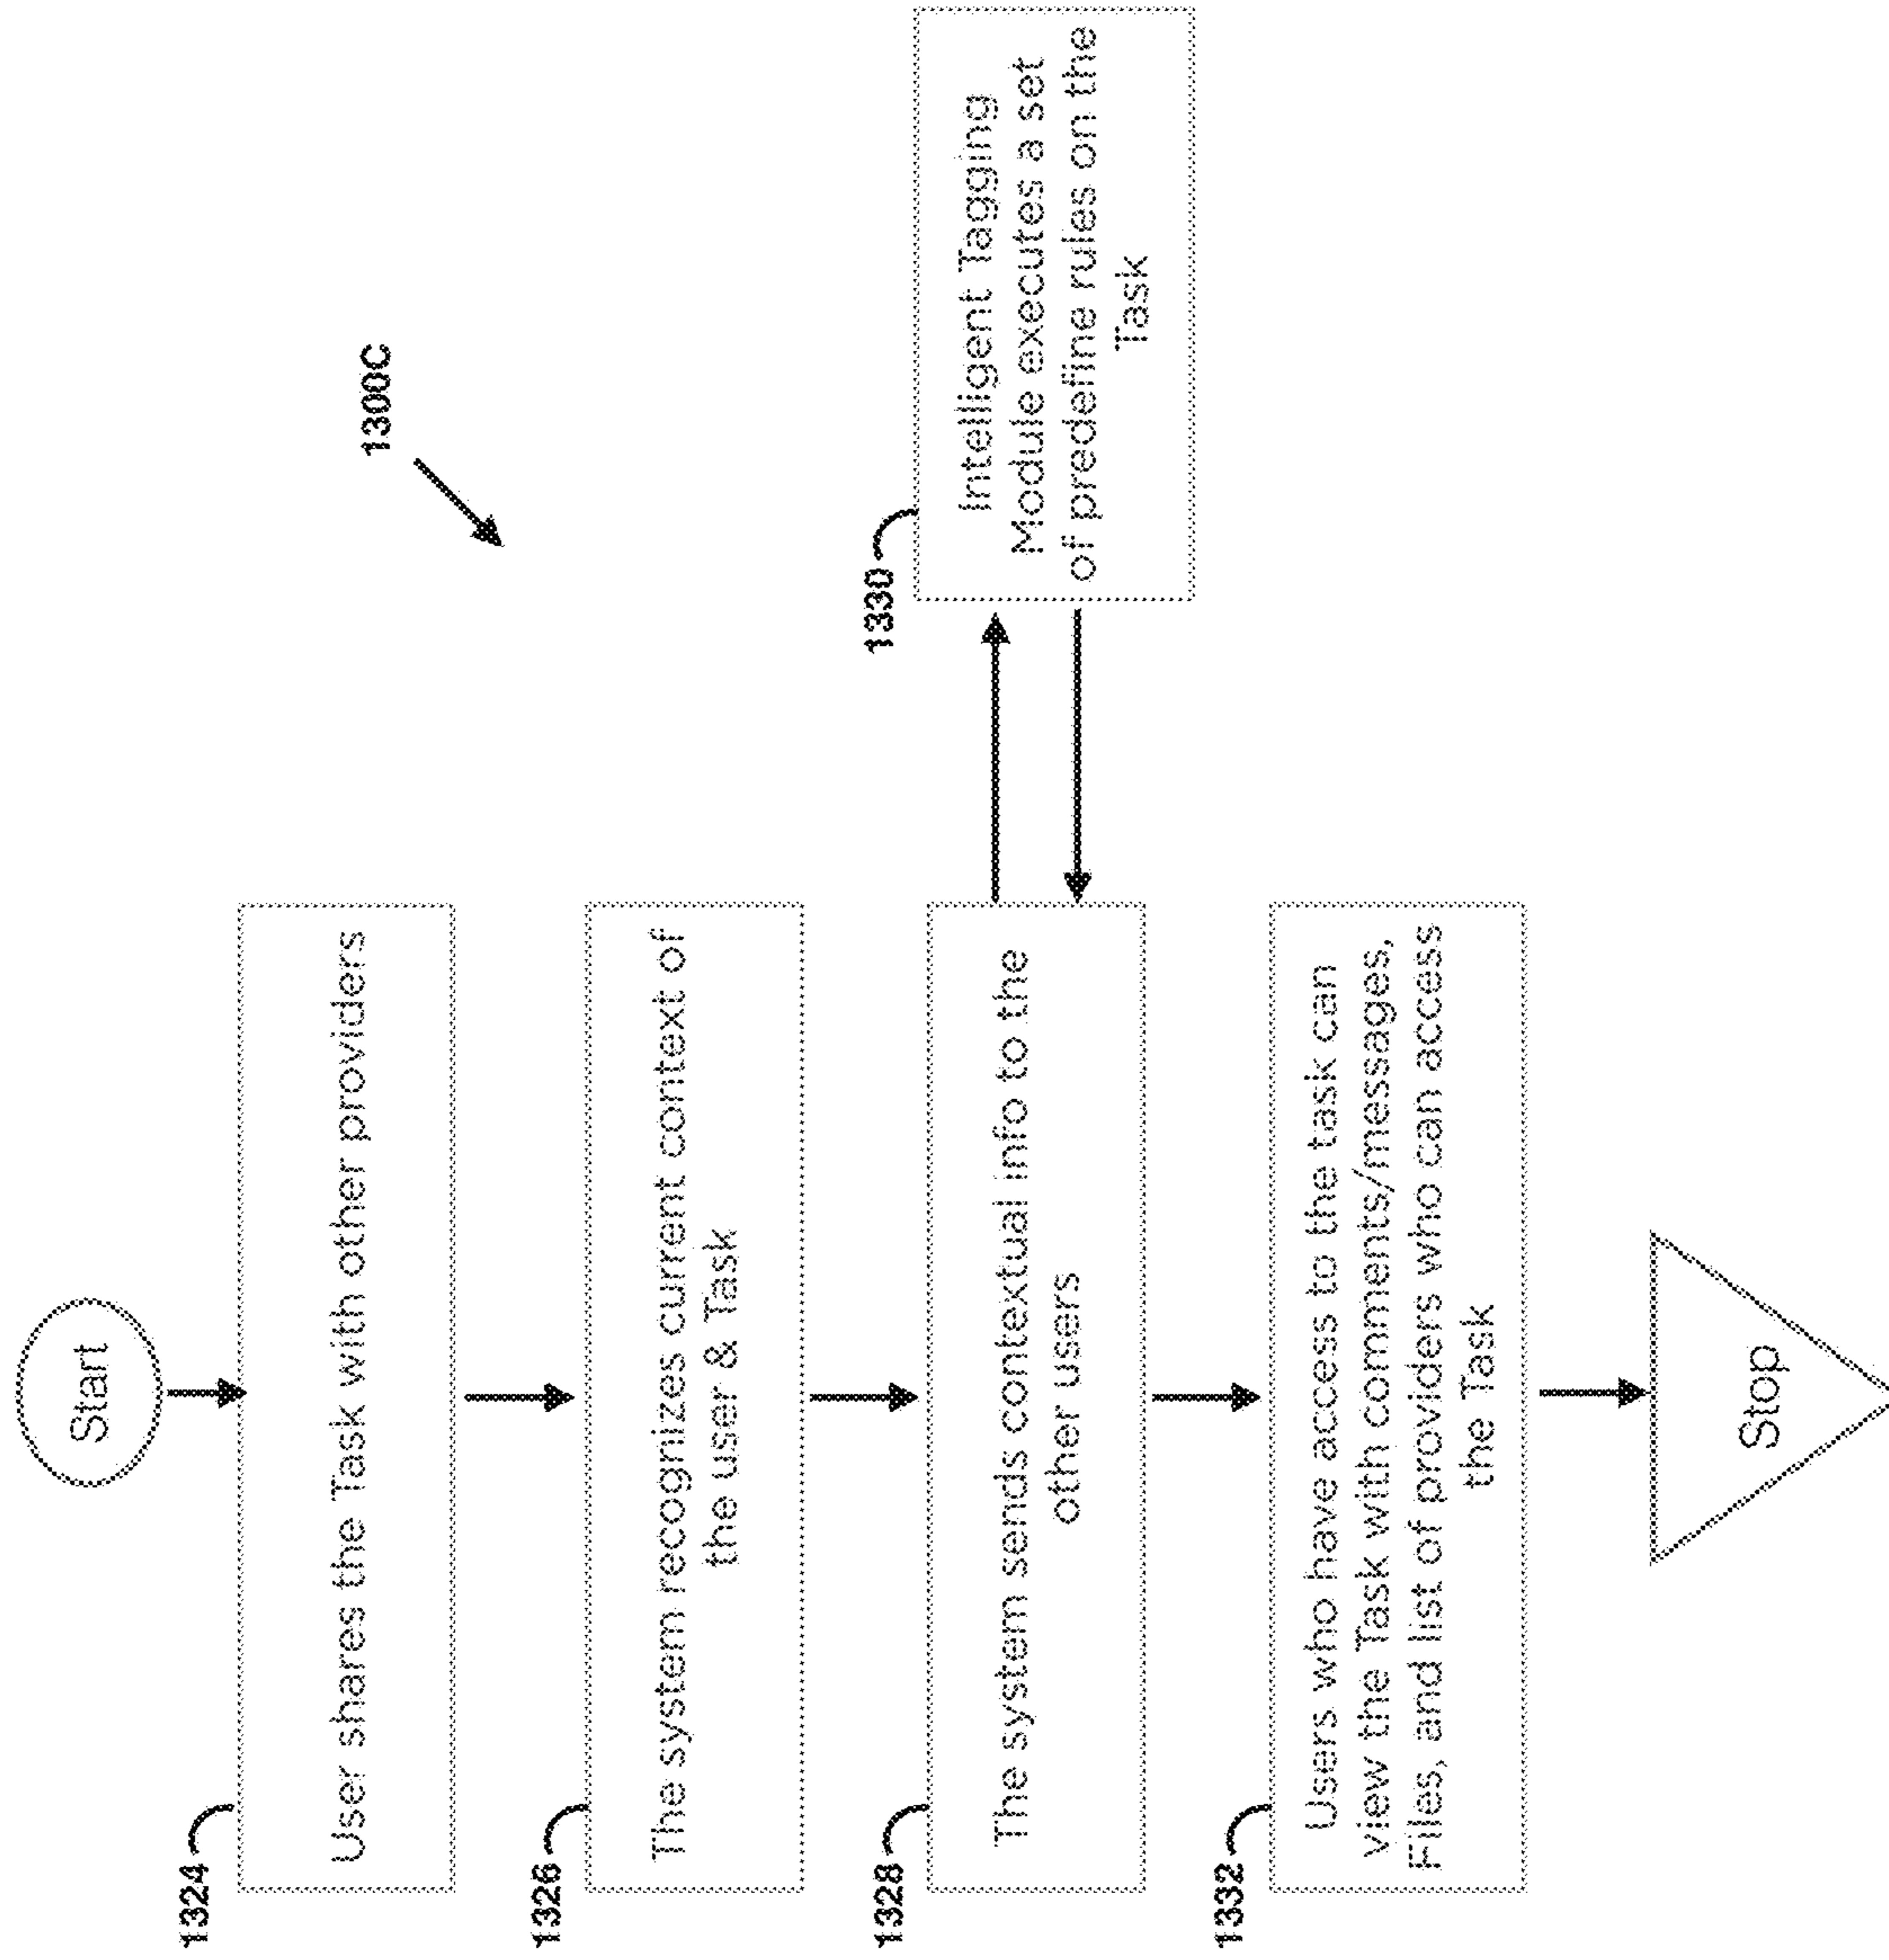 Start
1300C
1324
User shares the Task with other providers
1326
The system recognizes current context of
the user & Task
1328
The system sends contextual info to the
other users
1330
Intelligent Tagging
Module executes a set
of predefine rules on the
Task
1332
Users who have access to the task can
view the Task with comments/messages,
Files, and list of providers who can access
the Task
Stop